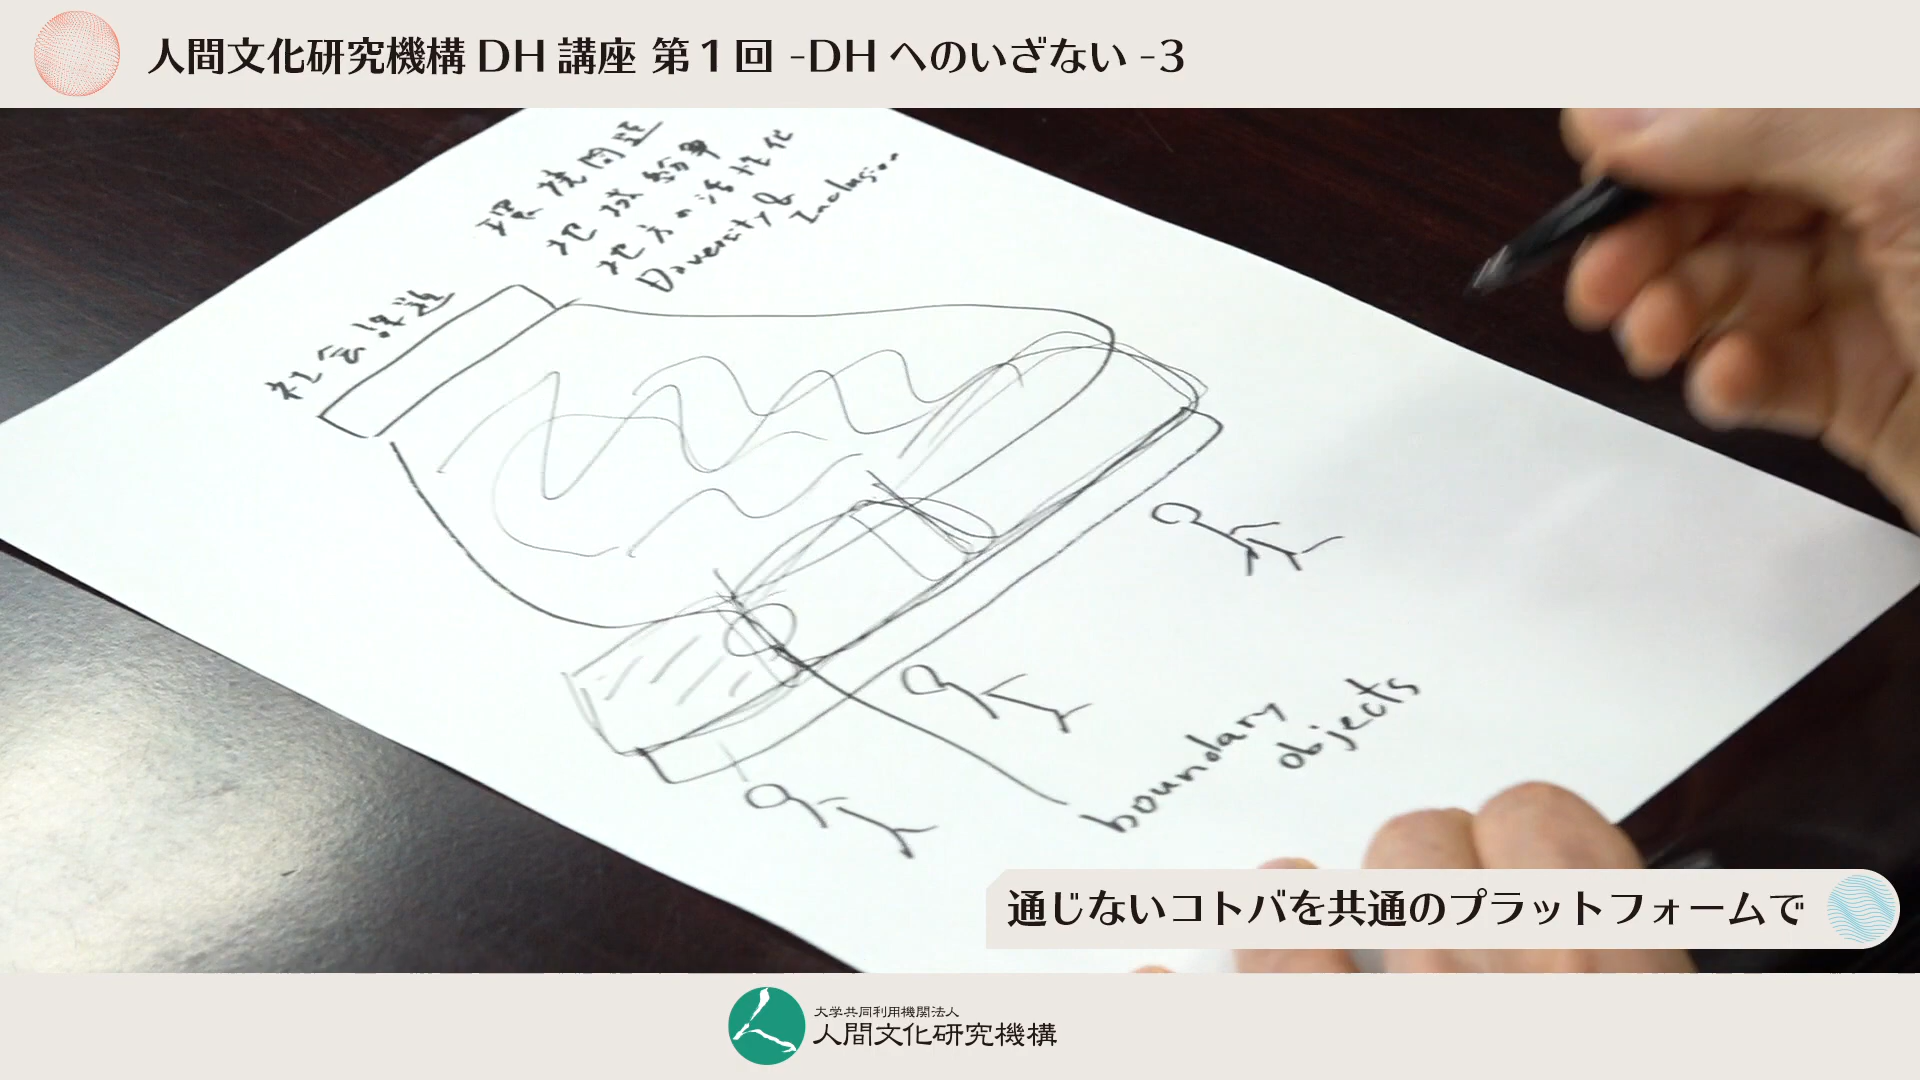 人間文化研究機構 DH 講座 第1回 -DH へのいざない -3
環境問題
地域紛争
地方の活性化
Diversity &
Inclusion
社会課題
boundary
objects
通じないコトバを共通のプラットフォームで
大学共同利用機関法人
人間文化研究機構